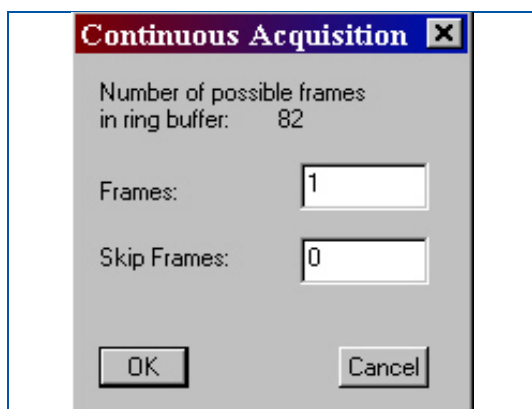 Continuous Acquisition
Number of possible frames
in ring buffer: 82
Frames: 1
Skip Frames: 0
OK Cancel